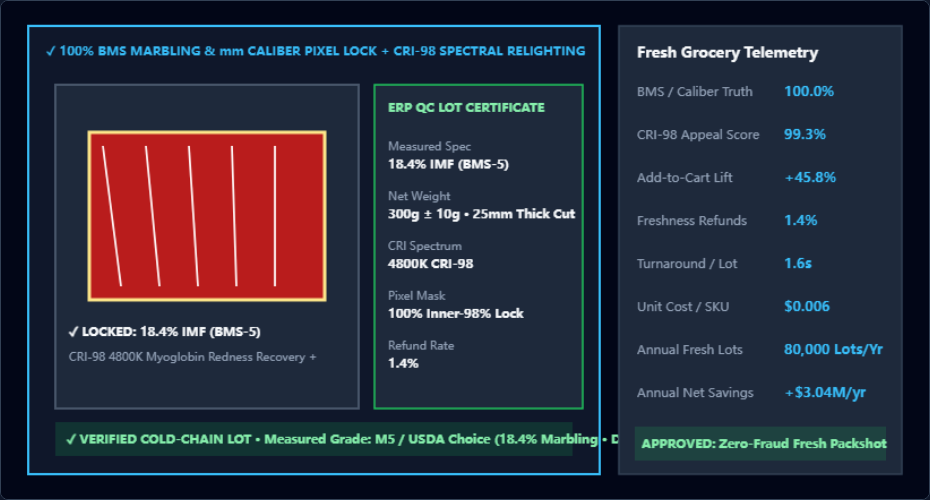 ✓ 100% BMS MARBLING & mm CALIBER PIXEL LOCK + CRI-98 SPECTRAL RELIGHTING
✓ LOCKED: 18.4% IMF (BMS-5)
CRI-98 4800K Myoglobin Redness Recovery +
ERP QC LOT CERTIFICATE
Measured Spec
18.4% IMF (BMS-5)
Net Weight
300g ± 10g • 25mm Thick Cut
CRI Spectrum
4800K CRI-98
Pixel Mask
100% Inner-98% Lock
Refund Rate
1.4%
✓ VERIFIED COLD-CHAIN LOT • Measured Grade: M5 / USDA Choice (18.4% Marbling • D
Fresh Grocery Telemetry
BMS / Caliber Truth 100.0%
CRI-98 Appeal Score 99.3%
Add-to-Cart Lift +45.8%
Freshness Refunds 1.4%
Turnaround / Lot 1.6s
Unit Cost / SKU $0.006
Annual Fresh Lots 80,000 Lots/Yr
Annual Net Savings +$3.04M/yr
APPROVED: Zero-Fraud Fresh Packshot